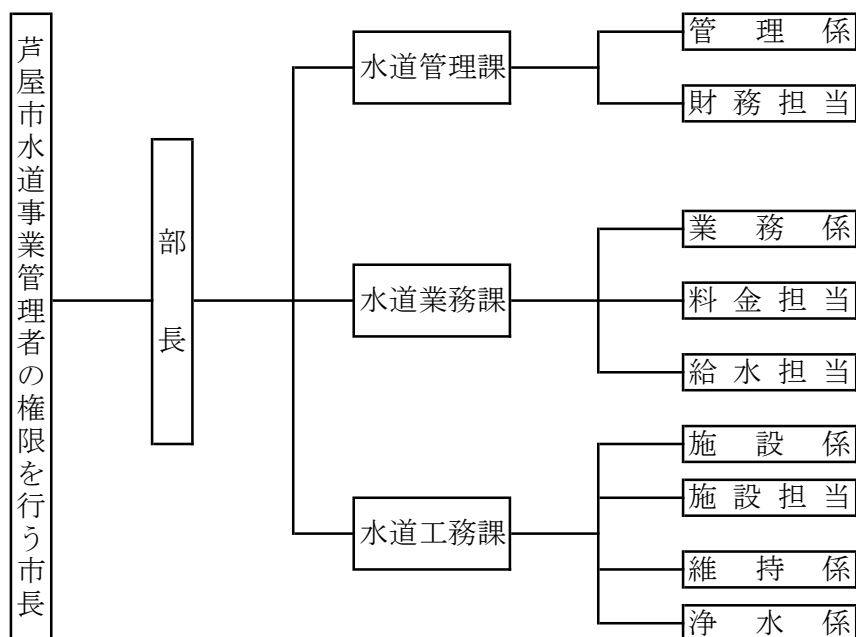 芦屋市水道事業管理者の権限を行う市長
部長
水道管理課
管理係
財務担当
水道業務課
業務係
料金担当
給水担当
水道工務課
施設係
施設担当
維持係
浄水係